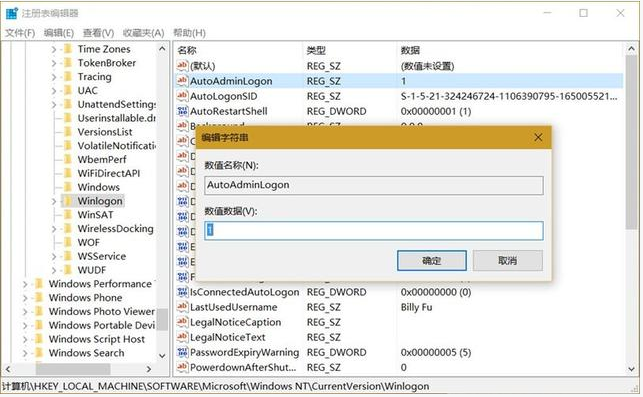 注册表编辑器
文件(F) 编辑(E) 查看(V) 收藏夹(A) 帮助(H)
Time Zones
TokenBroker
Tracing
UAC
UnattendSettings
Userinstallable.dr
VersionsList
VolatileNotificatio
WbemPerf
WiFiDirectAPI
Windows
Winlogon
WinSAT
WirelessDocking
WOF
WSService
WUDF
Windows Performance T
Windows Phone
Windows Photo Viewer
Windows Portable Devi
Windows Script Host
Windows Search
名称 类型 数据
(默认) REG_SZ (数值未设置)
AutoAdminLogon REG_SZ 1
AutoLogonSID REG_SZ S-1-5-21-324246724-1106390795-165005521...
AutoRestartShell REG_DWORD 0x00000001 (1)
Background REG_SZ 0 0 0
编辑字符串
数值名称(N):
AutoAdminLogon
数值数据(V):
1
确定 取消
IsConnectedAutoLogon REG_DWORD 0x00000000 (0)
LastUsedUsername REG_SZ Billy Fu
LegalNoticeCaption REG_SZ
LegalNoticeText REG_SZ
PasswordExpiryWarning REG_DWORD 0x00000005 (5)
PowerdownAfterShut... REG_SZ 0
计算机\HKEY_LOCAL_MACHINE\SOFTWARE\Microsoft\Windows NT\CurrentVersion\Winlogon